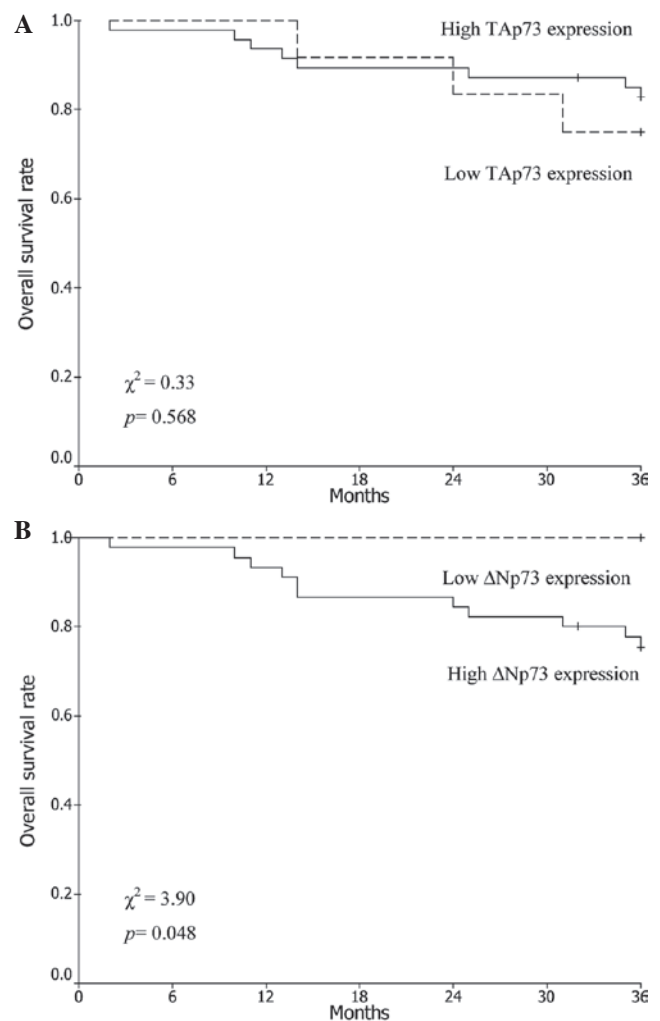 A
1.0
High TAp73 expression
0.8
Low TAp73 expression
0.6
0.4
0.2
0.0
Overall survival rate
χ² = 0.33
p= 0.568
0 6 12 18 24 30 36
Months
B
1.0
Low ΔNp73 expression
0.8
High ΔNp73 expression
0.6
0.4
0.2
0.0
Overall survival rate
χ² = 3.90
p= 0.048
0 6 12 18 24 30 36
Months